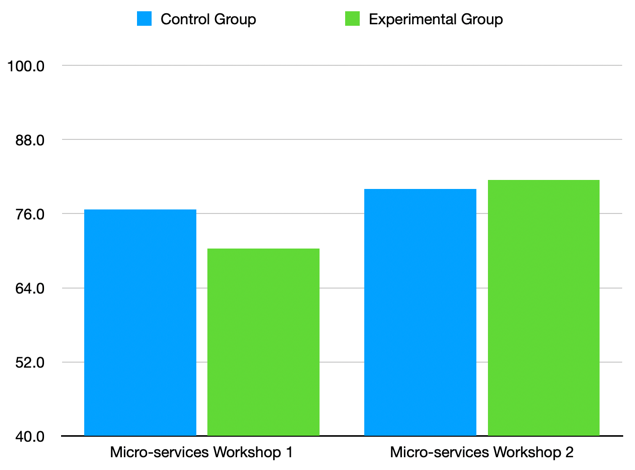 Control Group
Experimental Group
100.0
88.0
76.0
64.0
52.0
40.0
Micro-services Workshop 1
Micro-services Workshop 2